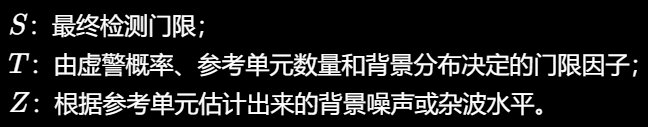 S：最终检测门限；
T：由虚警概率、参考单元数量和背景分布决定的门限因子；
Z：根据参考单元估计出来的背景噪声或杂波水平。